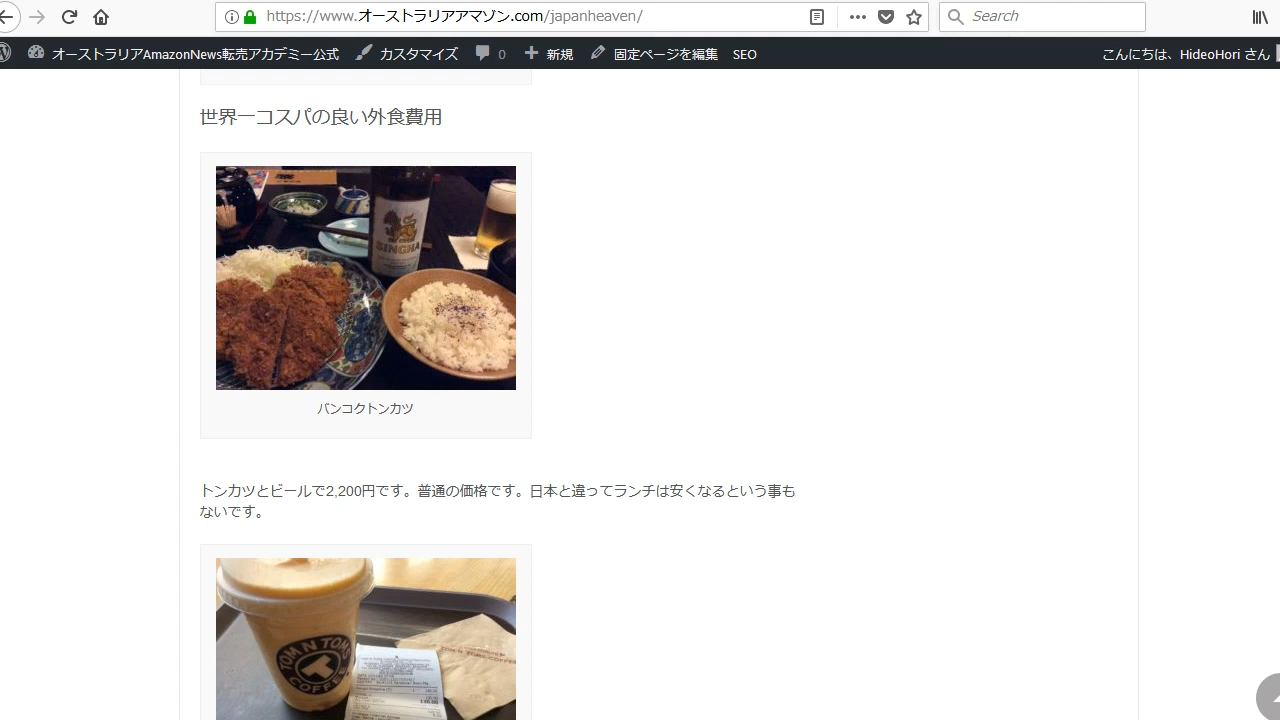 https://www.オーストラリアアマゾン.com/japanheaven/
Search
オーストラリアAmazonNews転売アカデミー公式 カスタマイズ 0 新規 固定ページを編集 SEO
こんにちは、HideoHori さん
世界一コスパの良い外食費用
SINGHA
バンコクトンカツ
トンカツとビールで2,200円です。普通の価格です。日本と違ってランチは安くなるという事も
ないです。
TOM N TOMS
COFFEE